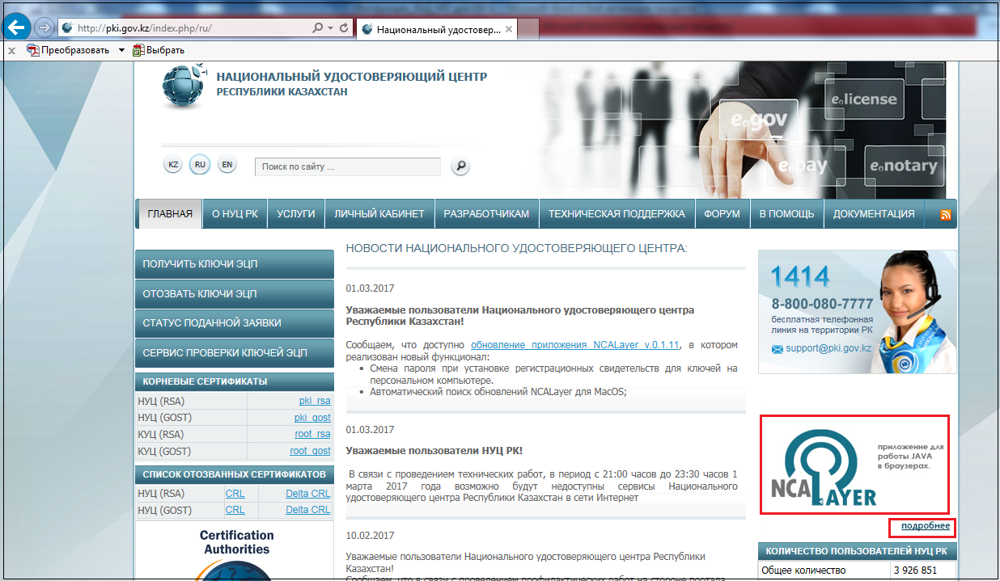 http://pki.gov.kz/index.php/ru/
Национальный удостовер...
x Преобразовать Выбрать
НАЦИОНАЛЬНЫЙ УДОСТОВЕРЯЮЩИЙ ЦЕНТР
РЕСПУБЛИКИ КАЗАХСТАН
e.license
e.gov
e.pay
e.notary
KZ RU EN Поиск по сайту ...
ГЛАВНАЯ О НУЦ РК УСЛУГИ ЛИЧНЫЙ КАБИНЕТ РАЗРАБОТЧИКАМ ТЕХНИЧЕСКАЯ ПОДДЕРЖКА ФОРУМ В ПОМОЩЬ ДОКУМЕНТАЦИЯ
ПОЛУЧИТЬ КЛЮЧИ ЭЦП
ОТОЗВАТЬ КЛЮЧИ ЭЦП
СТАТУС ПОДАННОЙ ЗАЯВКИ
СЕРВИС ПРОВЕРКИ КЛЮЧЕЙ ЭЦП
КОРНЕВЫЕ СЕРТИФИКАТЫ
НУЦ (RSA) pki_rsa
НУЦ (GOST) pki_gost
КУЦ (RSA) root_rsa
КУЦ (GOST) root_gost
СПИСОК ОТОЗВАННЫХ СЕРТИФИКАТОВ
НУЦ (RSA) CRL Delta CRL
НУЦ (GOST) CRL Delta CRL
Certification
Authorities
НОВОСТИ НАЦИОНАЛЬНОГО УДОСТОВЕРЯЮЩЕГО ЦЕНТРА:
01.03.2017
Уважаемые пользователи Национального удостоверяющего центра
Республики Казахстан!
Сообщаем, что доступно обновление приложения NCALayer v.0.1.11, в котором
реализован новый функционал:
• Смена пароля при установке регистрационных свидетельств для ключей на
персональном компьютере.
• Автоматический поиск обновлений NCALayer для MacOS;
01.03.2017
Уважаемые пользователи НУЦ РК!
В связи с проведением технических работ, в период с 21:00 часов до 23:30 часов 1
марта 2017 года возможно будут недоступны сервисы Национального
удостоверяющего центра Республики Казахстан в сети Интернет
10.02.2017
Уважаемые пользователи Национального удостоверяющего центра Республики
Казахстан!
Сообщаем, что в связи с проведением профилактических работ на стороне портала
1414
8-800-080-7777
бесплатная телефонная
линия на территории РК
support@pki.gov.kz
приложение для
работы JAVA
в браузерах.
NCALAYER
подробнее
КОЛИЧЕСТВО ПОЛЬЗОВАТЕЛЕЙ НУЦ РК
Общее количество 3 926 851